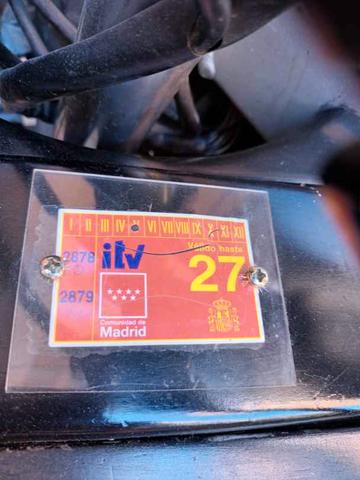 I II III IV VI VII VIII IX X XI XII
2878 itv Válido hasta
27
2879
Comunidad de
Madrid